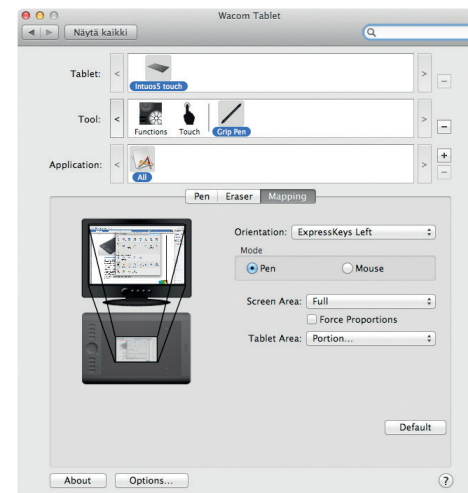 Wacom Tablet
Näytä kaikki
Tablet:
Intuos5 touch
Tool:
Functions Touch Grip Pen
Application:
All
Pen Eraser Mapping
Orientation: ExpressKeys Left
Mode
Pen Mouse
Screen Area: Full
Force Proportions
Tablet Area: Portion...
Default
About Options... ?